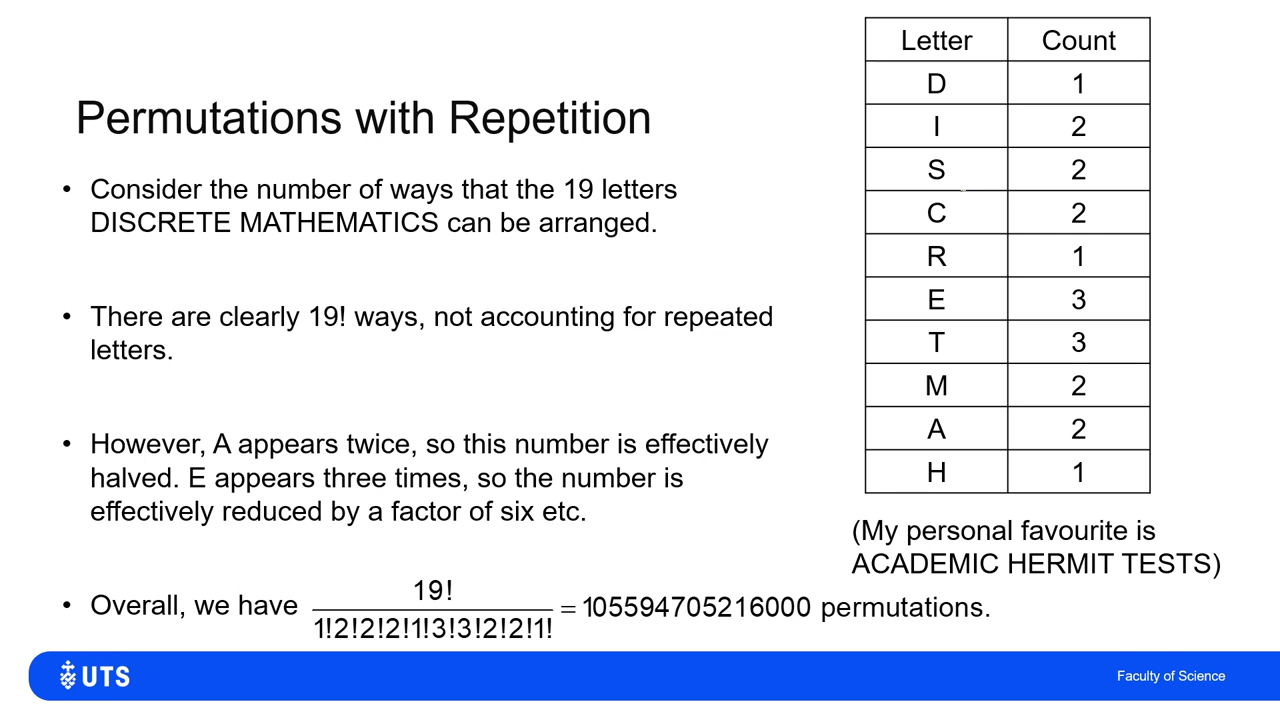 Permutations with Repetition
• Consider the number of ways that the 19 letters
DISCRETE MATHEMATICS can be arranged.
• There are clearly 19! ways, not accounting for repeated
letters.
• However, A appears twice, so this number is effectively
halved. E appears three times, so the number is
effectively reduced by a factor of six etc.
• Overall, we have 19! / 1!2!2!2!1!3!3!2!2!1! = 105594705216000 permutations.
Letter Count
D 1
I 2
S 2
C 2
R 1
E 3
T 3
M 2
A 2
H 1
(My personal favourite is
ACADEMIC HERMIT TESTS)
UTS
Faculty of Science